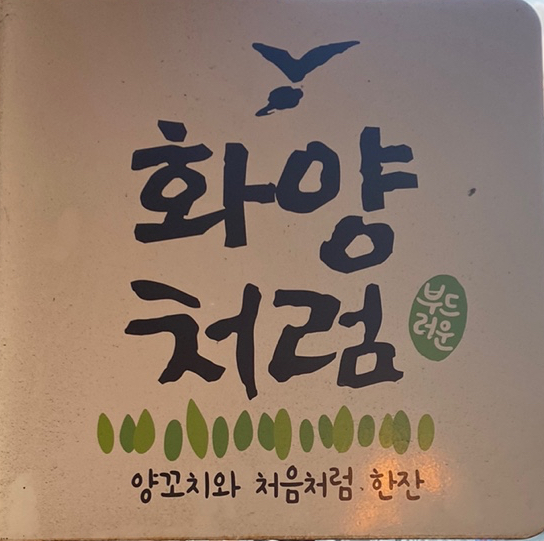 화양
처럼
부드
러운
양꼬치와 처음처럼 한잔